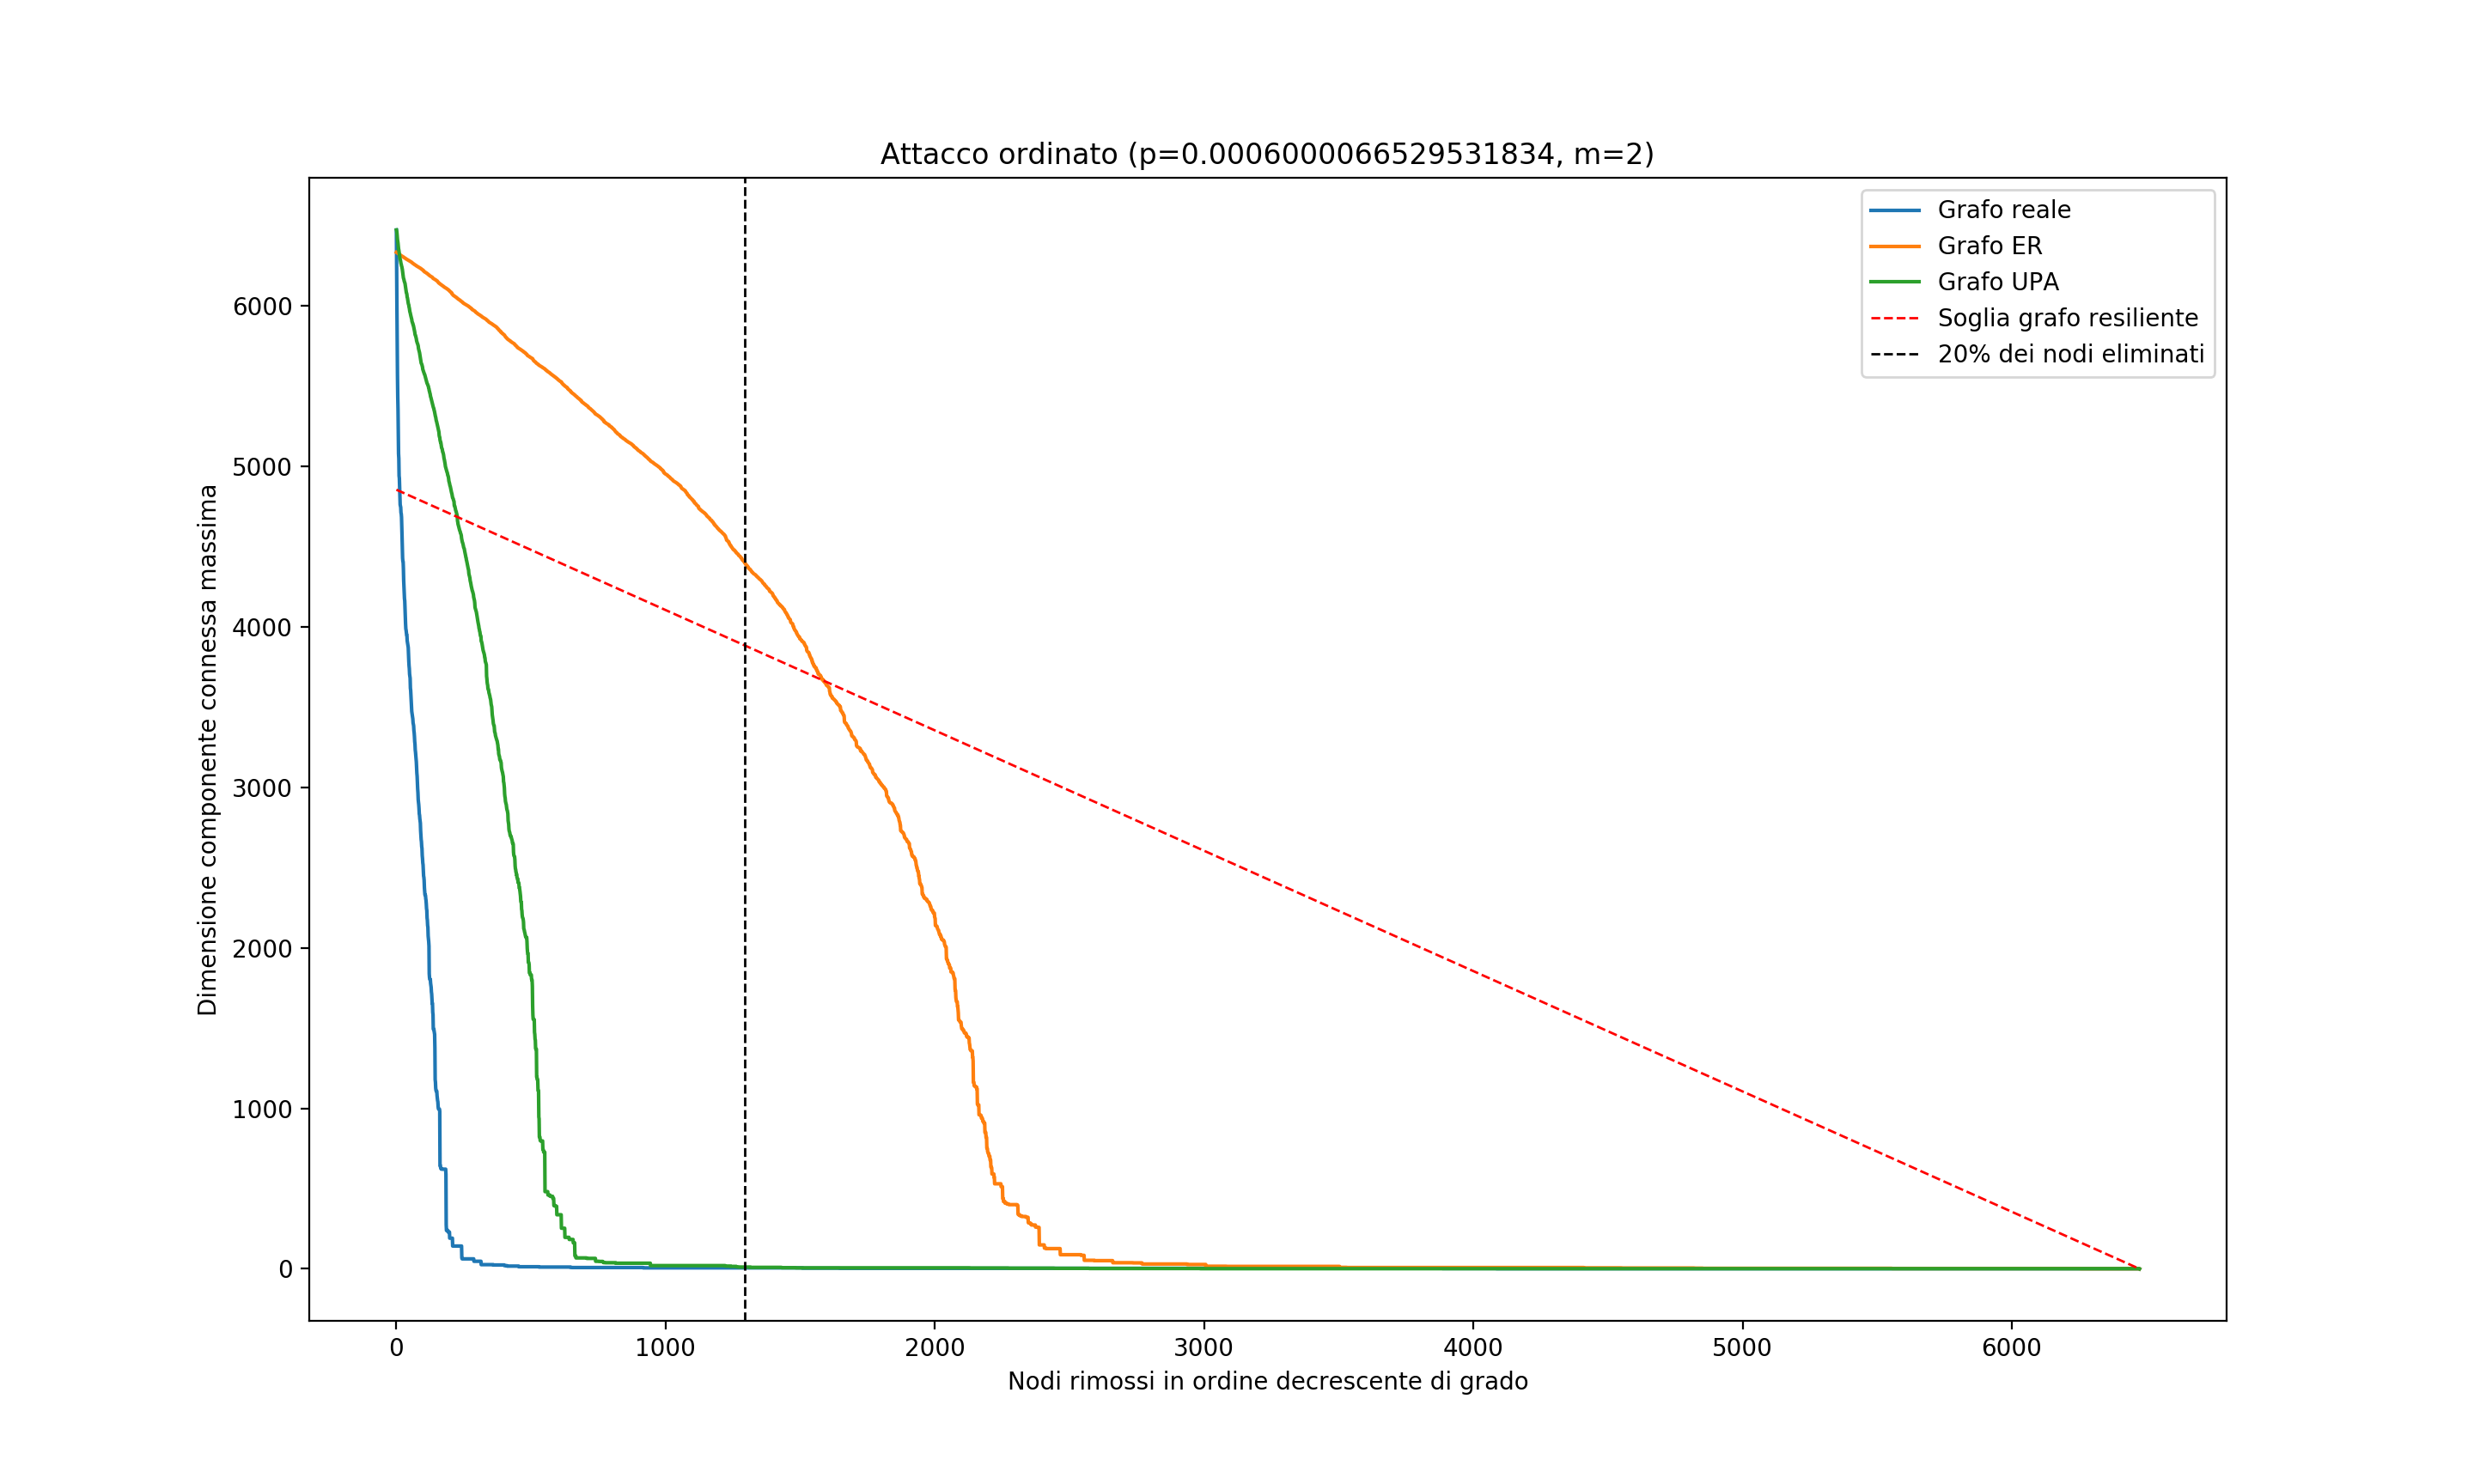 Attacco ordinato (p=0.0006000066529531834, m=2)
Grafo reale
Grafo ER
Grafo UPA
Soglia grafo resiliente
20% dei nodi eliminati
Dimensione componente connessa massima
6000
5000
4000
3000
2000
1000
0
0 1000 2000 3000 4000 5000 6000
Nodi rimossi in ordine decrescente di grado